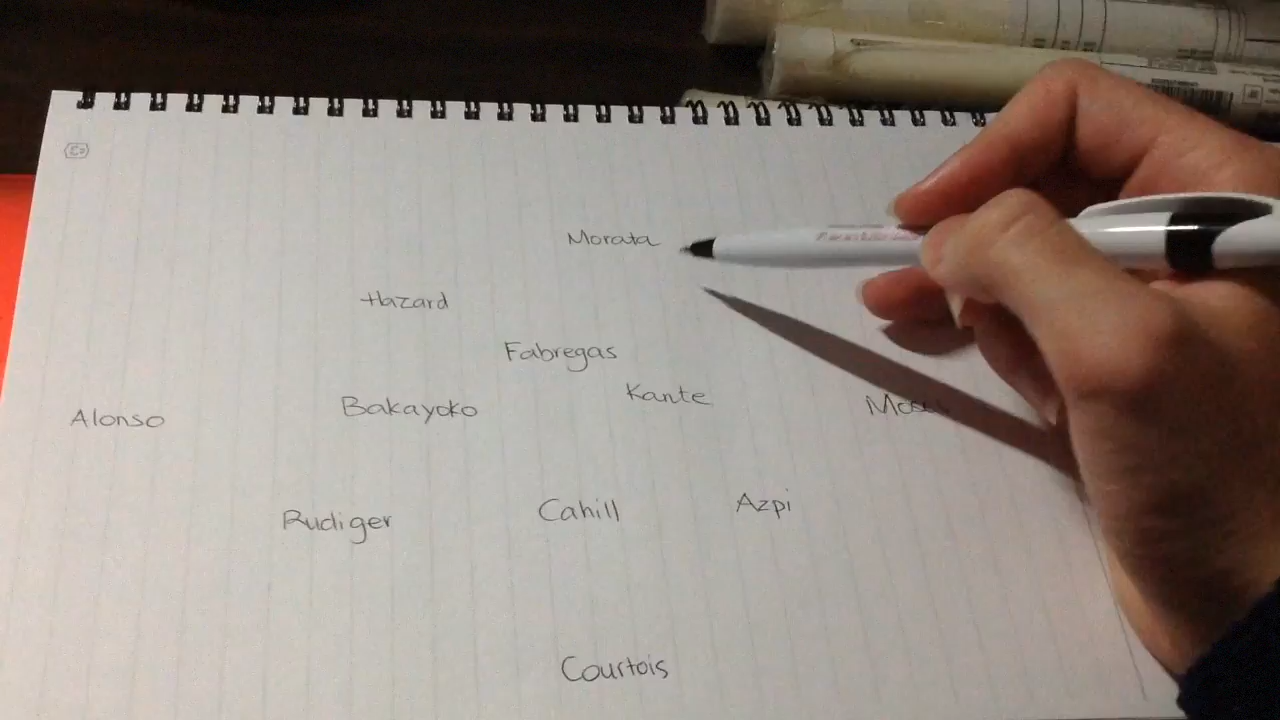 Morata
Hazard
Fabregas
Kante
Alonso
Bakayoko
Rudiger
Cahill
Azpi
Courtois